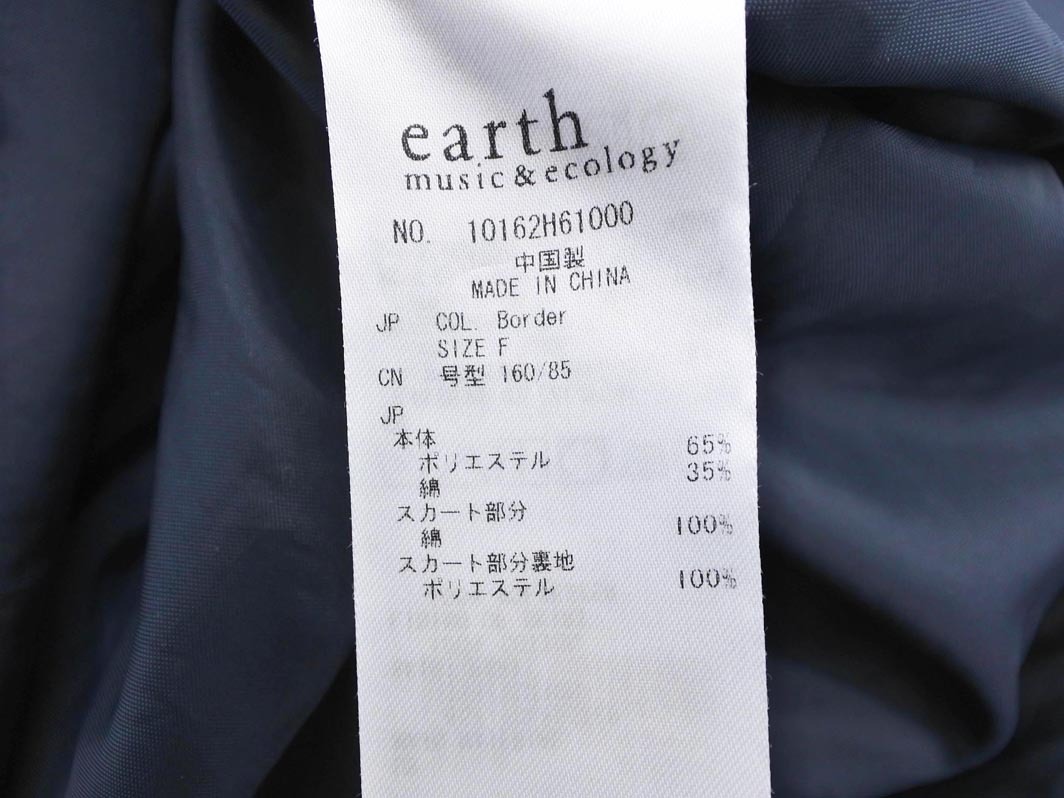 earth
music&ecology
NO. 10162H61000
中国製
MADE IN CHINA
JP COL. Border
SIZE F
CN 号型 160/85
JP
本体
ポリエステル 65%
綿 35%
スカート部分
綿 100%
スカート部分裏地
ポリエステル 100%